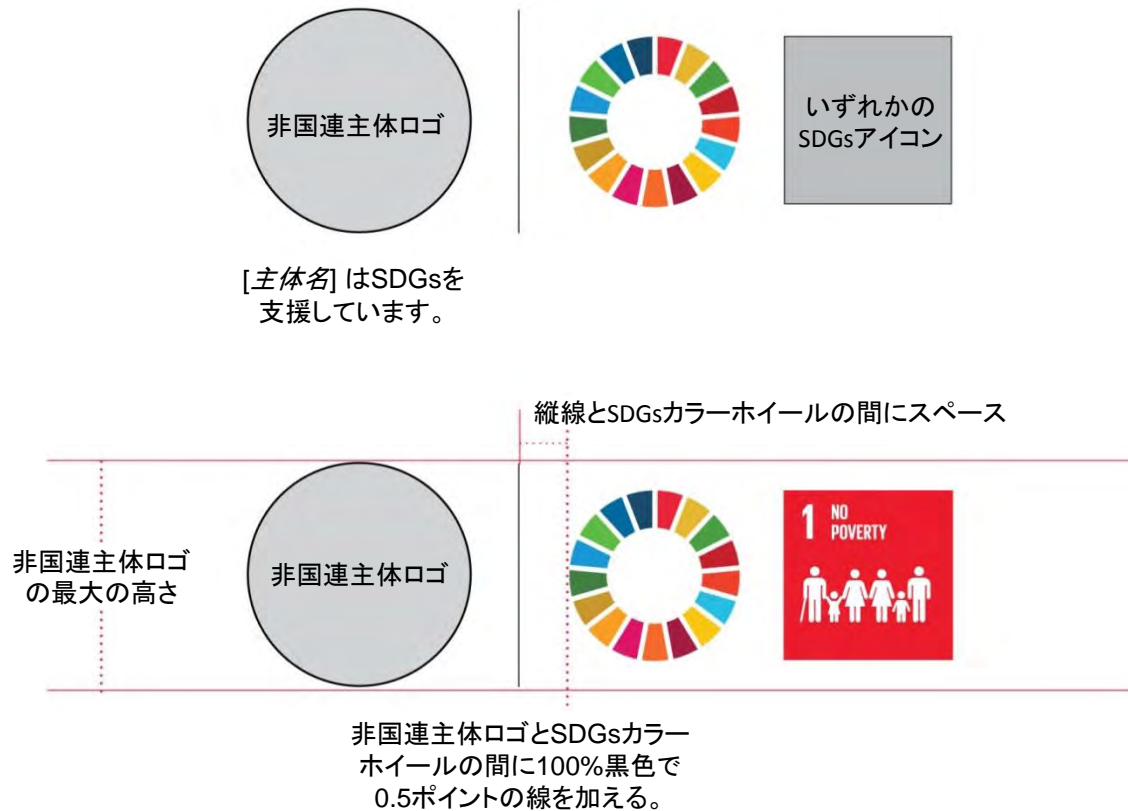 非国連主体ロゴ
いずれかの
SDGsアイコン
[主体名] はSDGsを
支援しています。
縦線とSDGsカラーホイールの間にスペース
非国連主体ロゴ
の最大の高さ
非国連主体ロゴ
1 NO
POVERTY
非国連主体ロゴとSDGsカラー
ホイールの間に100%黒色で
0.5ポイントの線を加える。